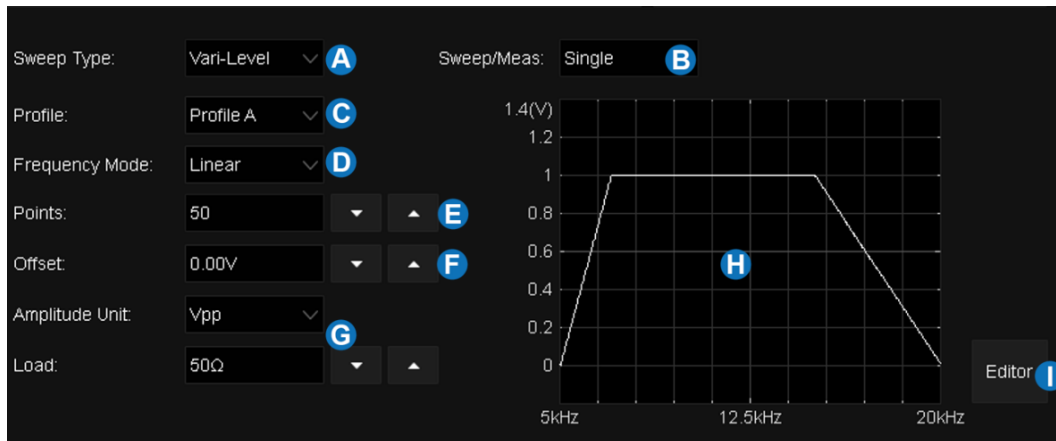 Sweep Type: Vari-Level A Sweep/Meas: Single B
Profile: Profile A C
Frequency Mode: Linear D
Points: 50 E
Offset: 0.00V F
Amplitude Unit: Vpp
G
Load: 50Ω
1.4(V)
1.2
1
0.8
0.6
H
0.4
0.2
0
5kHz 12.5kHz 20kHz
Editor I